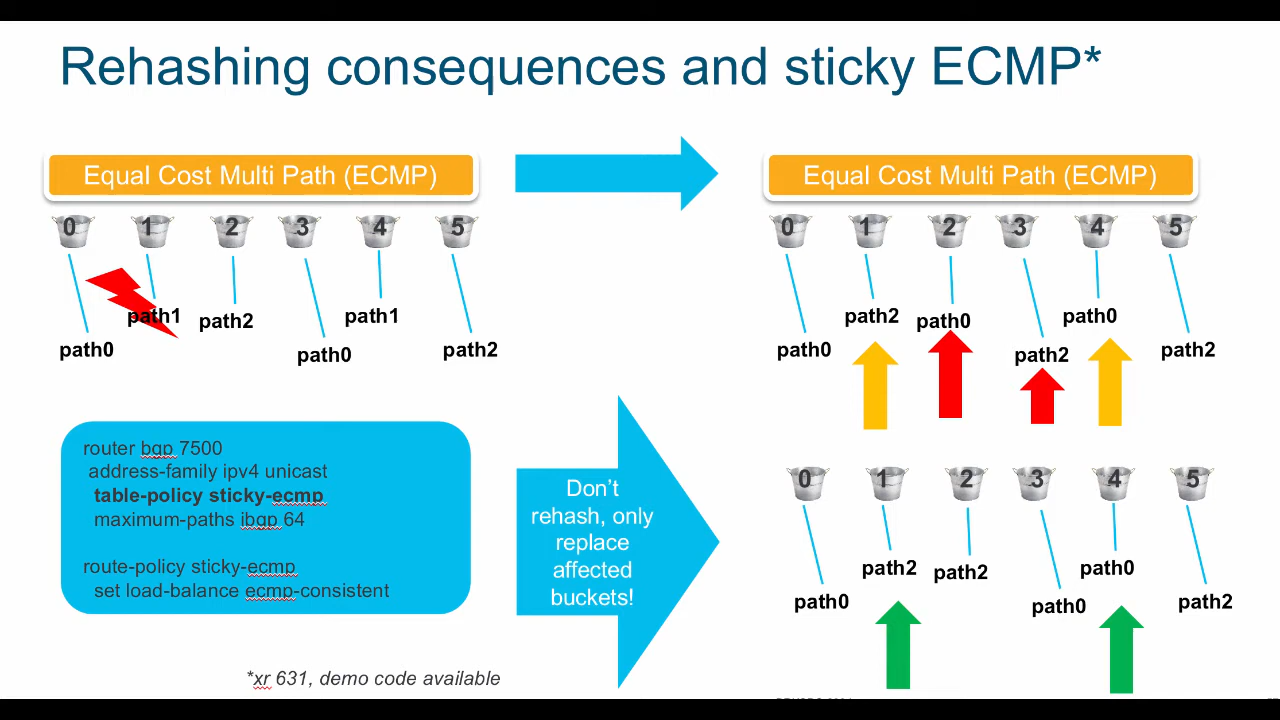 Rehashing consequences and sticky ECMP*
Equal Cost Multi Path (ECMP)
0 1 2 3 4 5
path0
path1
path2
path0
path1
path2
Equal Cost Multi Path (ECMP)
0 1 2 3 4 5
path0
path2
path0
path2
path0
path2
router bgp 7500
address-family ipv4 unicast
table-policy sticky-ecmp
maximum-paths ibgp 64
route-policy sticky-ecmp
set load-balance ecmp-consistent
Don't
rehash, only
replace
affected
buckets!
0 1 2 3 4 5
path0
path2
path2
path0
path0
path2
*xr 631, demo code available